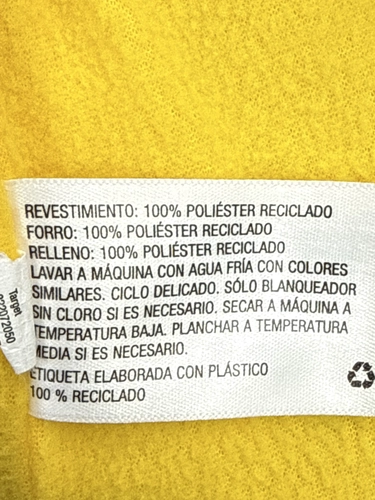 REVESTIMIENTO: 100% POLIÉSTER RECICLADO
FORRO: 100% POLIÉSTER RECICLADO
RELLENO: 100% POLIÉSTER RECICLADO
LAVAR A MÁQUINA CON AGUA FRÍA CON COLORES
SIMILARES. CICLO DELICADO. SÓLO BLANQUEADOR
SIN CLORO SI ES NECESARIO. SECAR A MÁQUINA A
TEMPERATURA BAJA. PLANCHAR A TEMPERATURA
MEDIA SI ES NECESARIO.
ETIQUETA ELABORADA CON PLÁSTICO
100 % RECICLADO